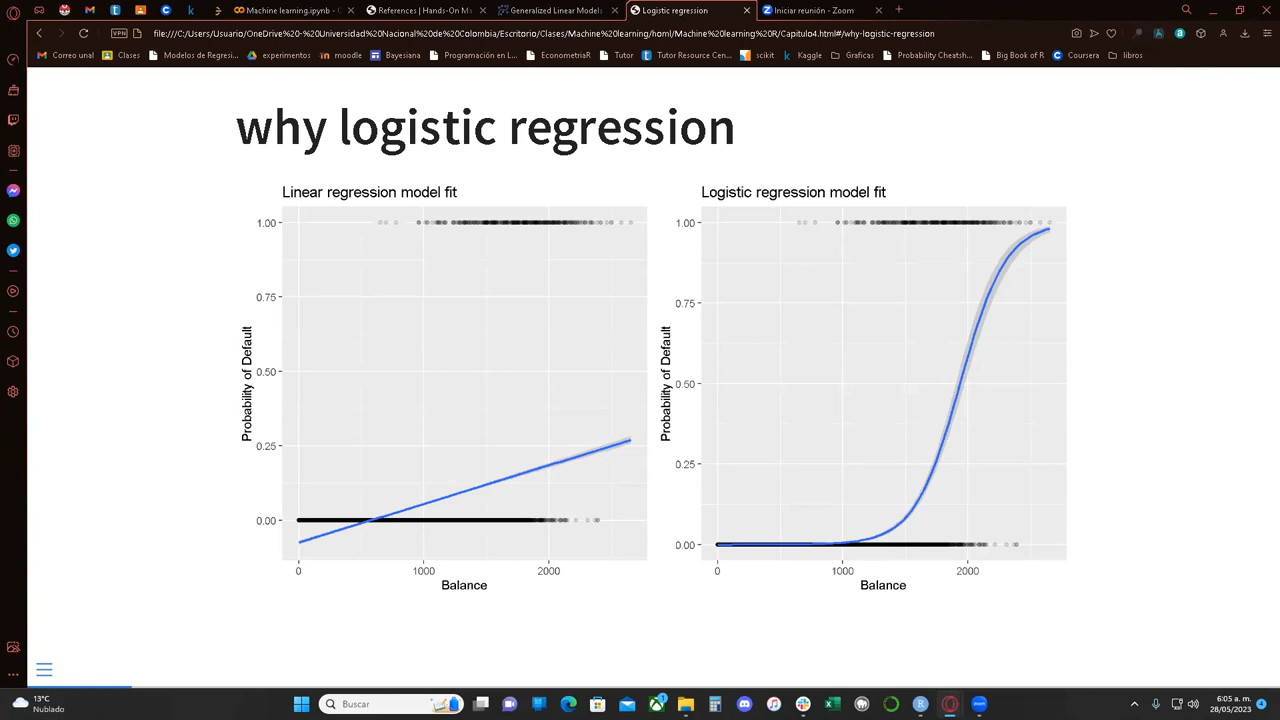 Machine learning.ipynb - C
References | Hands-On Ma
Generalized Linear Models
Logistic regression
Iniciar reunión - Zoom
VPN
file:///C:/Users/Usuario/OneDrive%20-%20Universidad%20Nacional%20de%20Colombia/Escritorio/Clases/Machine%20learning/homl/Machine%20learning%20R/Capitulo4.html#/why-logistic-regression
Correo unal
Clases
Modelos de Regresi...
experimentos
moodle
Bayesiana
Programación en L...
EconometriaR
Tutor
Tutor Resource Cen...
scikit
Kaggle
Graficas
Probability Cheatsh...
Big Book of R
Coursera
libros
why logistic regression
Linear regression model fit
1.00
0.75
0.50
0.25
0.00
Probability of Default
0
1000
2000
Balance
Logistic regression model fit
1.00
0.75
0.50
0.25
0.00
Probability of Default
0
1000
2000
Balance
13°C
Nublado
Buscar
1
zoom
6:05 a. m.
28/05/2023